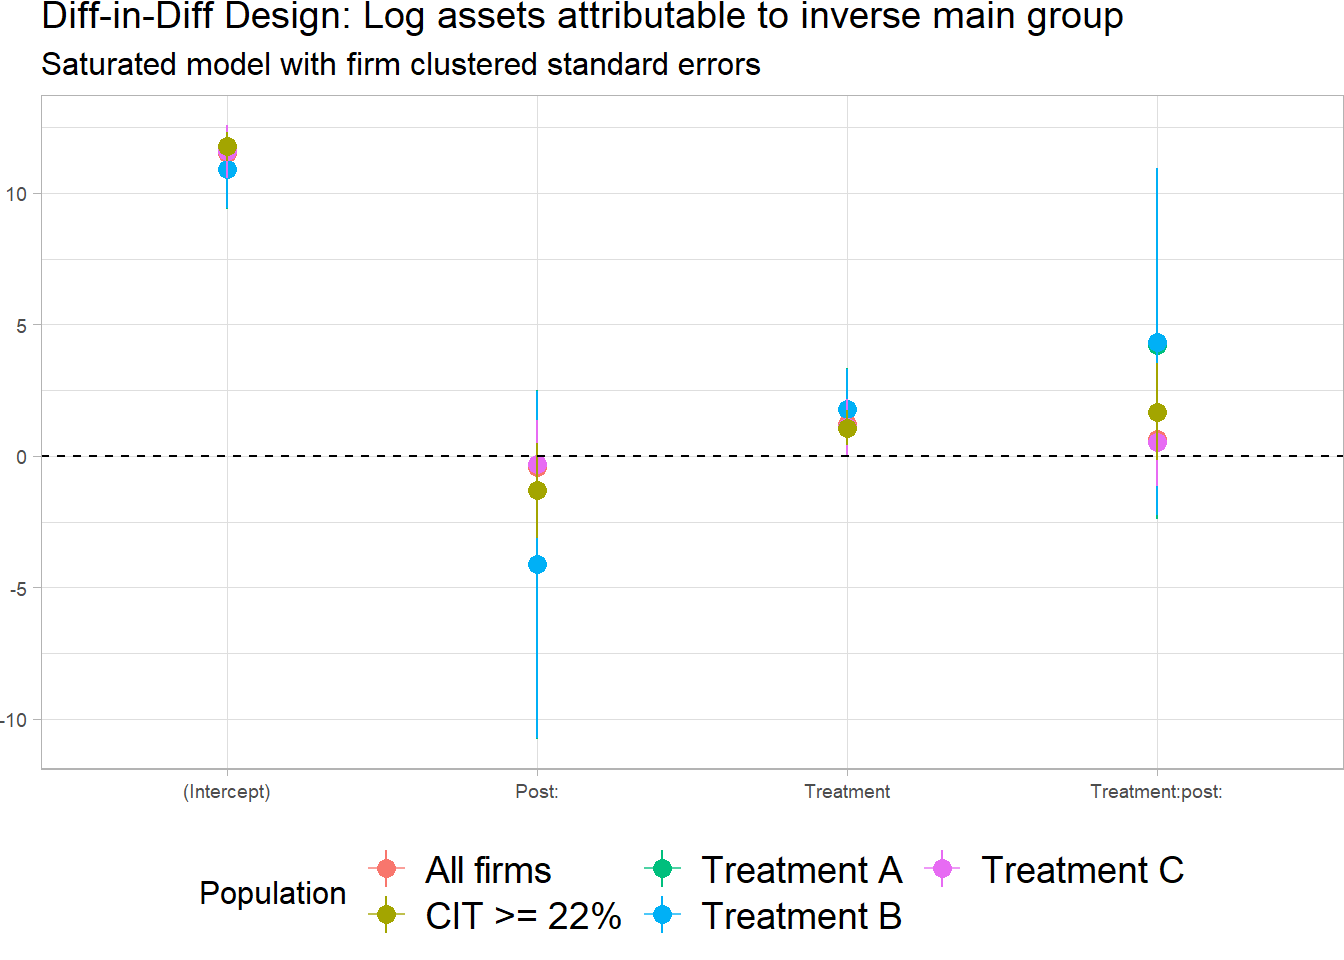 Diff-in-Diff Design: Log assets attributable to inverse main group
Saturated model with firm clustered standard errors
10
5
0
-5
-10
(Intercept)
Post:
Treatment
Treatment:post:
Population
All firms
Treatment A
Treatment C
CIT >= 22%
Treatment B